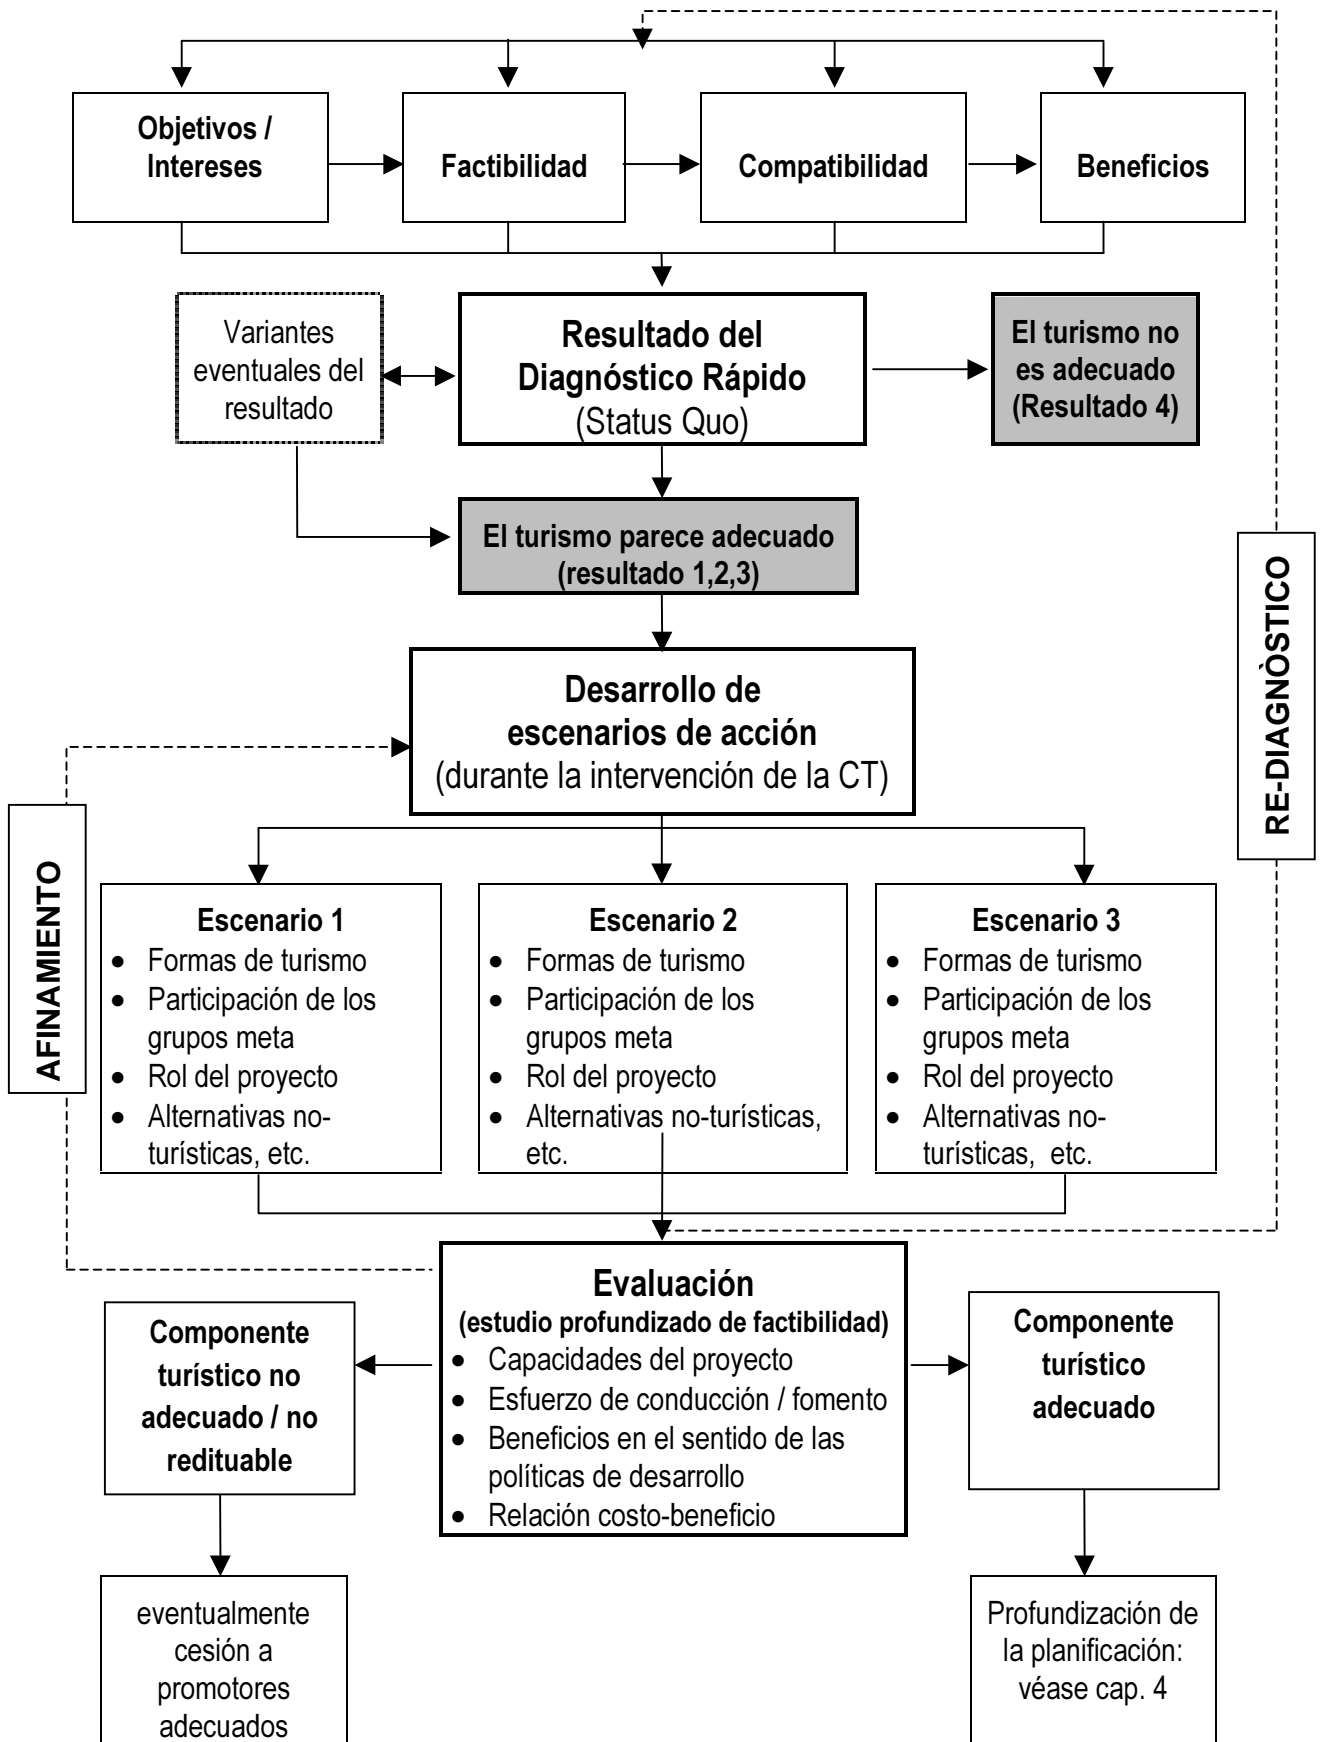 Objetivos /
Intereses
Factibilidad
Compatibilidad
Beneficios
Variantes
eventuales del
resultado
Resultado del
Diagnóstico Rápido
(Status Quo)
El turismo no
es adecuado
(Resultado 4)
El turismo parece adecuado
(resultado 1,2,3)
RE-DIAGNÒSTICO
Desarrollo de
escenarios de acción
(durante la intervención de la CT)
AFINAMIENTO
Escenario 1
• Formas de turismo
• Participación de los
grupos meta
• Rol del proyecto
• Alternativas no-
turísticas, etc.
Escenario 2
• Formas de turismo
• Participación de los
grupos meta
• Rol del proyecto
• Alternativas no-turísticas,
etc.
Escenario 3
• Formas de turismo
• Participación de los
grupos meta
• Rol del proyecto
• Alternativas no-
turísticas, etc.
Evaluación
(estudio profundizado de factibilidad)
• Capacidades del proyecto
• Esfuerzo de conducción / fomento
• Beneficios en el sentido de las
políticas de desarrollo
• Relación costo-beneficio
Componente
turístico no
adecuado / no
redituable
Componente
turístico
adecuado
eventualmente
cesión a
promotores
adecuados
Profundización de
la planificación:
véase cap. 4